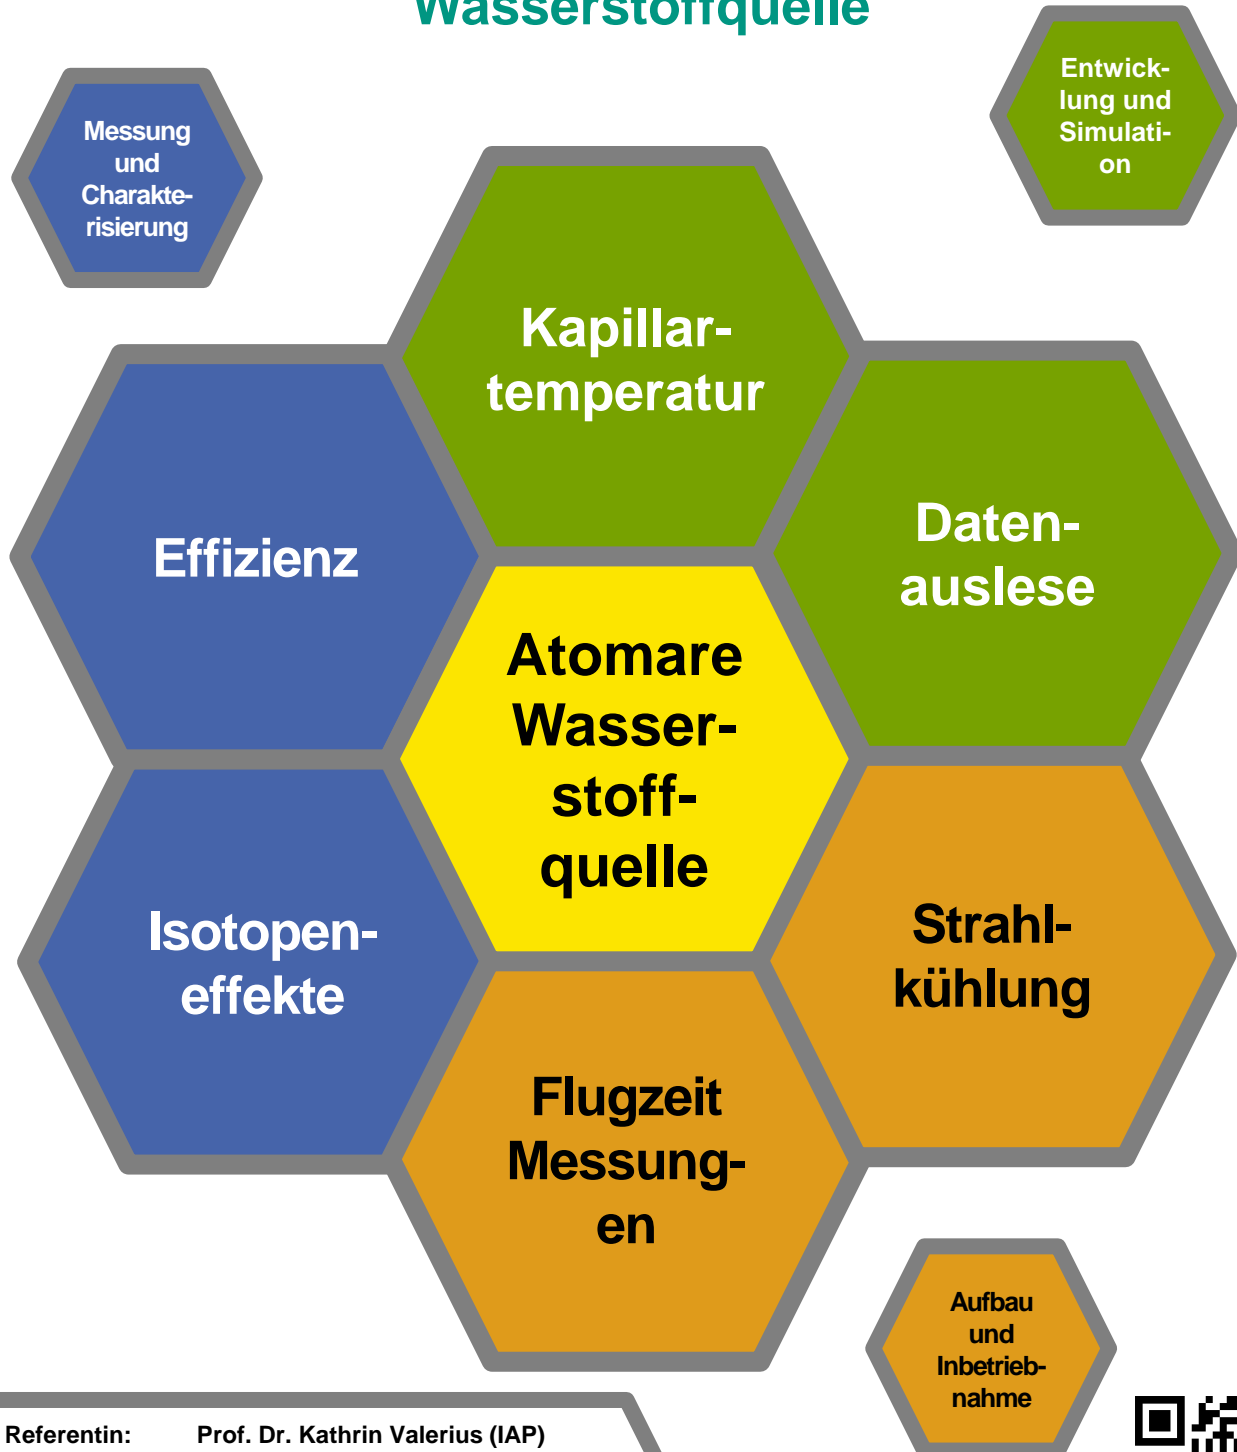 Wasserstoffquelle
Entwick-
lung und
Simulati-
on
Messung
und
Charakte-
risierung
Kapillar-
temperatur
Daten-
auslese
Effizienz
Atomare
Wasser-
stoff-
quelle
Strahl-
kühlung
Isotopen-
effekte
Flugzeit
Messung-
en
Aufbau
und
Inbetrieb-
nahme
Referentin: Prof. Dr. Kathrin Valerius (IAP)